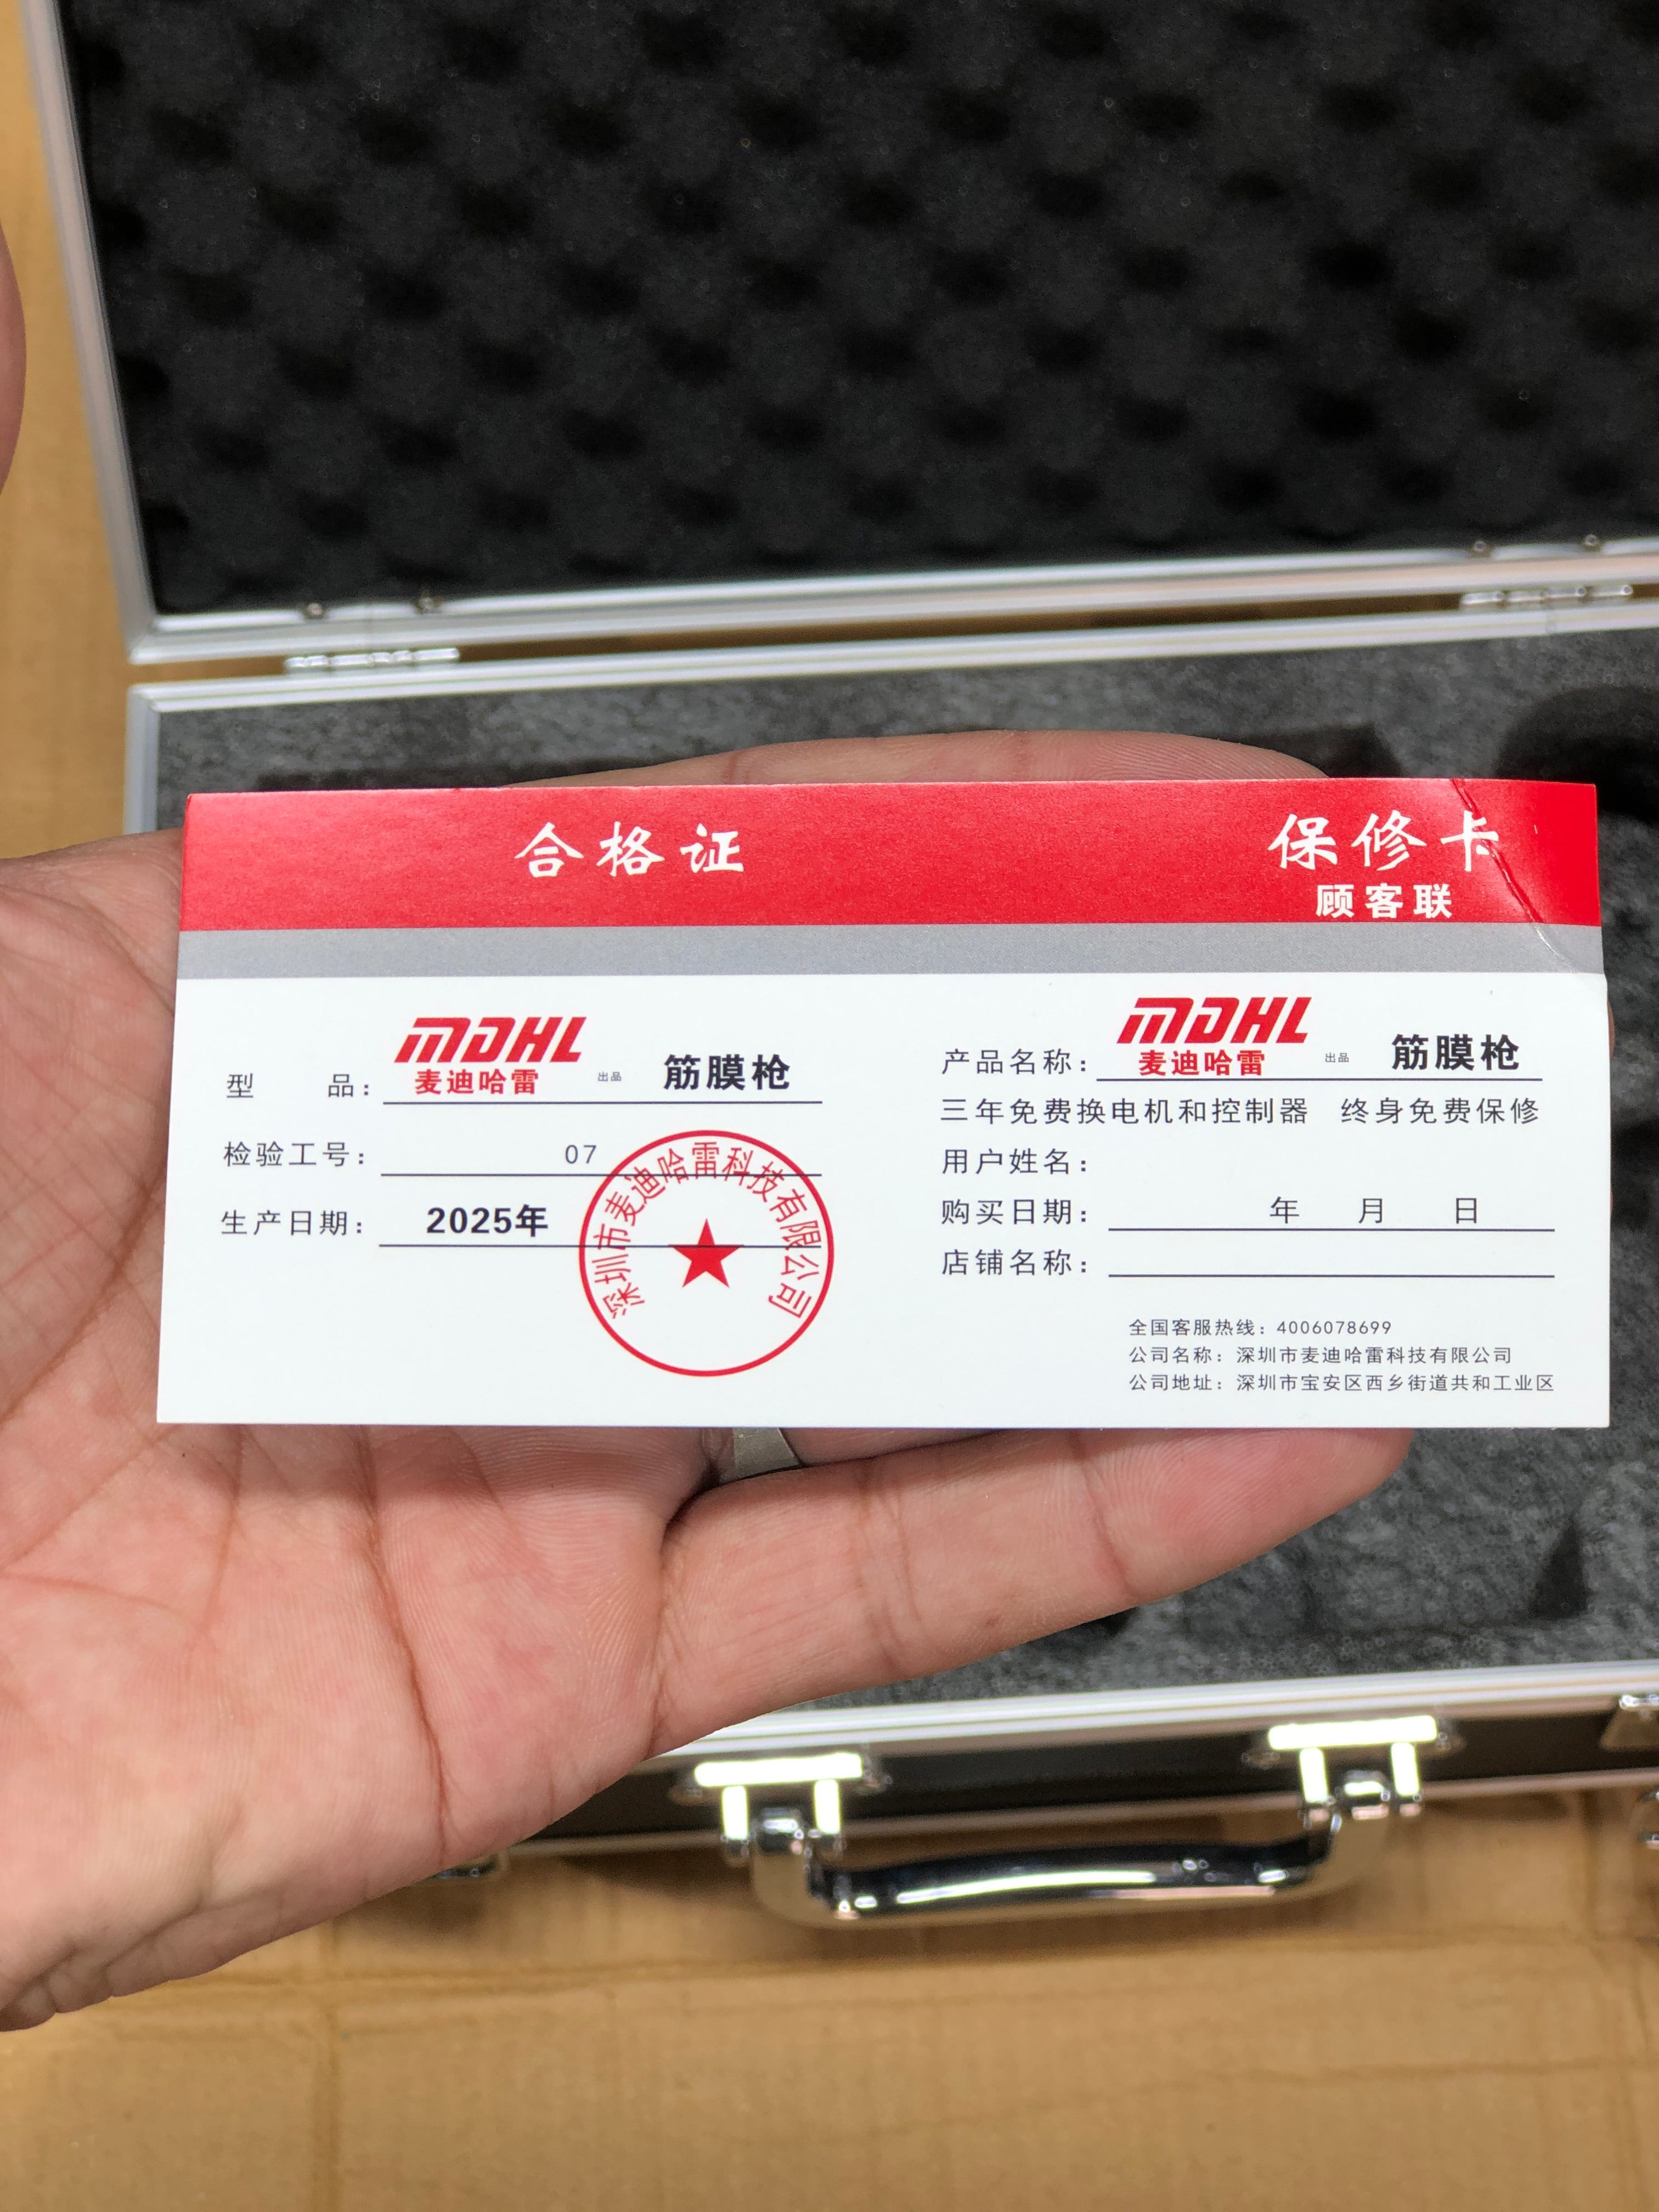 合格证
MDHL
麦迪哈雷 出品 筋膜枪
型 品：
检验工号： 07
生产日期： 2025年
深圳市麦迪哈雷科技有限公司
保修卡
顾客联
MDHL
产品名称： 麦迪哈雷 出品 筋膜枪
三年免费换电机和控制器 终身免费保修
用户姓名：
购买日期： 年 月 日
店铺名称：
全国客服热线：4006078699
公司名称：深圳市麦迪哈雷科技有限公司
公司地址：深圳市宝安区西乡街道共和工业区